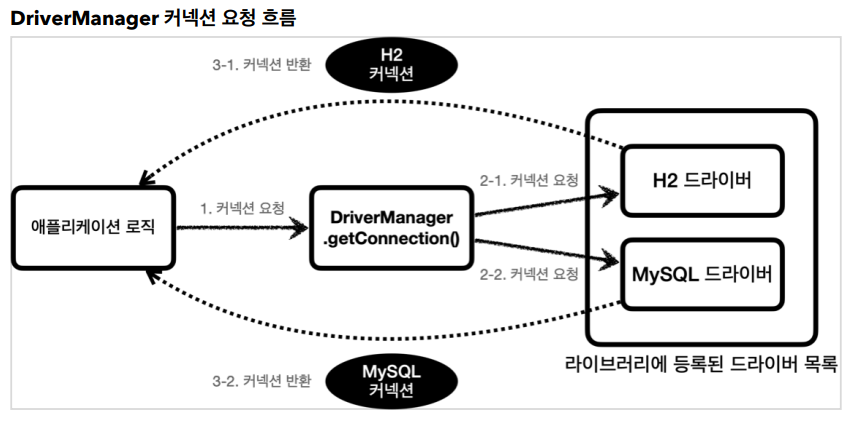 DriverManager 커넥션 요청 흐름
H2
커넥션
3-1. 커넥션 반환
2-1. 커넥션 요청
H2 드라이버
애플리케이션 로직
1. 커넥션 요청
DriverManager
.getConnection()
2-2. 커넥션 요청
MySQL 드라이버
라이브러리에 등록된 드라이버 목록
3-2. 커넥션 반환
MySQL
커넥션